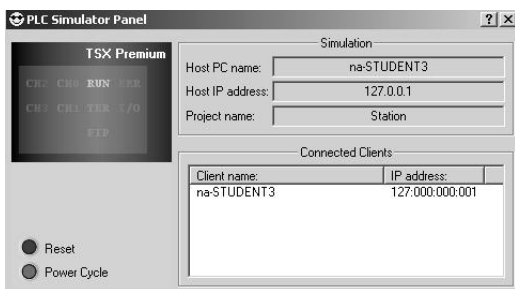 PLC Simulator Panel
TSX Premium
CH2 CH0 RUN ERR
CH3 CH1 TER I/O
ETP
Simulation
Host PC name: na-STUDENT3
Host IP address: 127.0.0.1
Project name: Station
Connected Clients
Client name: IP address:
na-STUDENT3 127:000:000:001
Reset
Power Cycle